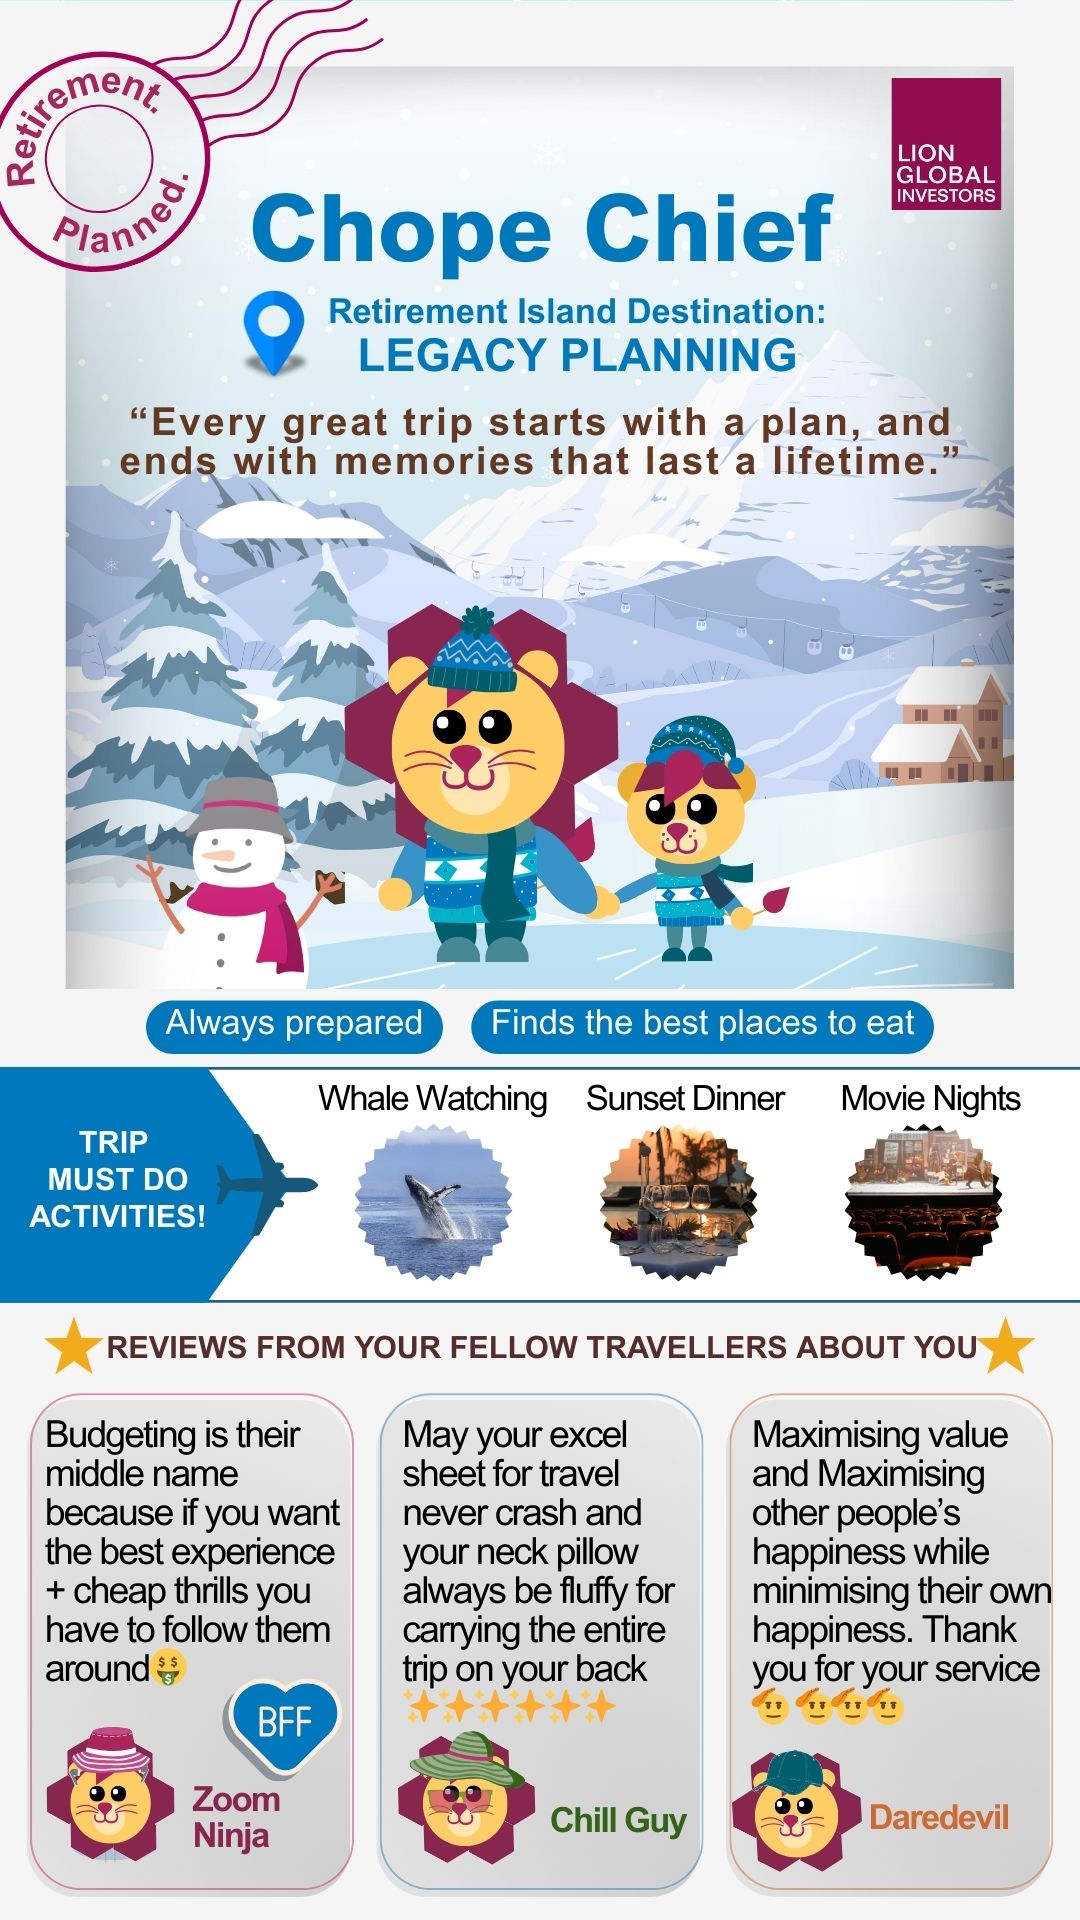 Retirement.
Planned.
LION
GLOBAL
INVESTORS
Chope Chief
Retirement Island Destination:
LEGACY PLANNING
“Every great trip starts with a plan, and
ends with memories that last a lifetime.”
Always prepared
Finds the best places to eat
TRIP
MUST DO
ACTIVITIES!
Whale Watching
Sunset Dinner
Movie Nights
REVIEWS FROM YOUR FELLOW TRAVELLERS ABOUT YOU
Budgeting is their
middle name
because if you want
the best experience
+ cheap thrills you
have to follow them
around🤑
BFF
Zoom
Ninja
May your excel
sheet for travel
never crash and
your neck pillow
always be fluffy for
carrying the entire
trip on your back
✨✨✨✨✨✨
Chill Guy
Maximising value
and Maximising
other people’s
happiness while
minimising their own
happiness. Thank
you for your service
🫡🫡🫡🫡
Daredevil